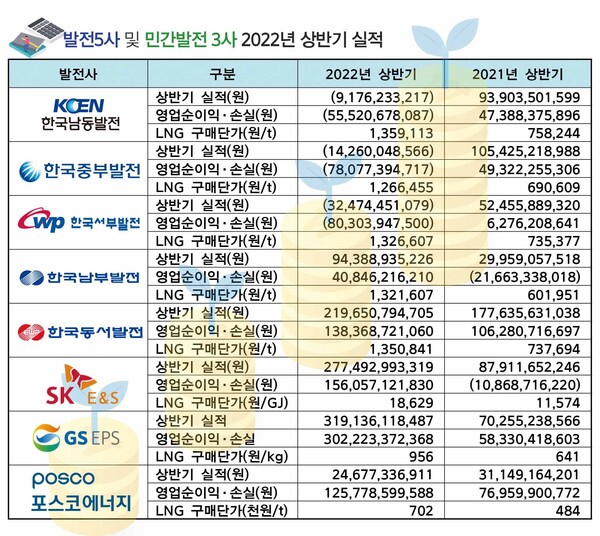 발전5사 및 민간발전 3사 2022년 상반기 실적
발전사 구분 2022년 상반기 2021년 상반기
KOEN 한국남동발전
상반기 실적(원) (9,176,233,217) 93,903,501,599
영업순이익·손실(원) (55,520,678,087) 47,388,375,896
LNG 구매단가(원/t) 1,359,113 758,244
한국중부발전
상반기 실적(원) (14,260,048,566) 105,425,218,988
영업순이익·손실(원) (78,077,394,717) 49,322,255,306
LNG 구매단가(원/t) 1,266,455 690,609
wp 한국서부발전
상반기 실적(원) (32,474,451,079) 52,455,889,320
영업순이익·손실(원) (80,303,947,500) 6,276,208,641
LNG 구매단가(원/t) 1,326,607 735,377
한국남부발전
상반기 실적(원) 94,388,935,226 29,959,057,518
영업순이익·손실(원) 40,846,216,210 (21,663,338,018)
LNG 구매단가(원/t) 1,321,607 601,951
ewp 한국동서발전
상반기 실적(원) 219,650,794,705 177,635,631,038
영업순이익·손실(원) 138,368,721,060 106,280,716,697
LNG 구매단가(원/t) 1,350,841 737,694
SK E&S
상반기 실적(원) 277,492,993,319 87,911,652,246
영업순이익·손실(원) 156,057,121,830 (10,868,716,220)
LNG 구매단가(원/GJ) 18,629 11,574
GS EPS
상반기 실적 319,136,118,487 70,255,238,566
영업순이익·손실 302,223,372,368 58,330,418,603
LNG 구매단가(원/kg) 956 641
posco 포스코에너지
상반기 실적(원) 24,677,336,911 31,149,164,201
영업순이익·손실(원) 125,778,599,588 76,959,900,772
LNG 구매단가(천원/t) 702 484